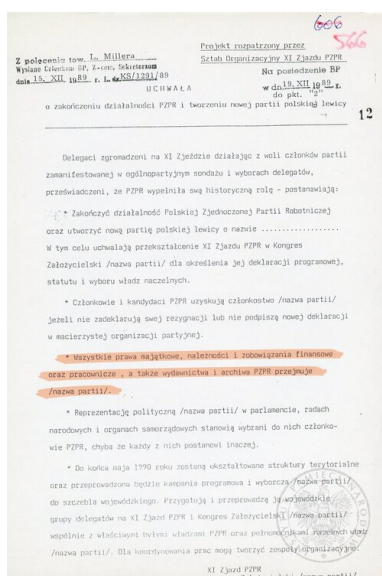 606
566
Z polecenia tow. L. Millera
Wysłano Członkom BP, Z-com, Sekretarzom
dnia 15. XII 1989 r. L. dz. KS/1291/89
Projekt rozpatrzony przez
Sztab Organizacyjny XI Zjazdu PZPR
Na posiedzenie BP
w dn. 19. XII 1989 r.
do pkt. "2"
UCHWAŁA
o zakończeniu działalności PZPR i tworzeniu nowej partii polskiej lewicy
12
Delegaci zgromadzeni na XI Zjeździe działając z woli członków partii
zamanifestowanej w ogólnopartyjnym sondażu i wyborach delegatów,
przeświadczeni, że PZPR wypełniła swą historyczną rolę - postanawiają:
* Zakończyć działalność Polskiej Zjednoczonej Partii Robotniczej
oraz utworzyć nową partię polskiej lewicy o nazwie ..................
W tym celu uchwalają przekształcenie XI Zjazdu PZPR w Kongres
Założycielski /nazwa partii/ dla określenia jej deklaracji programowej,
statutu i wyboru władz naczelnych.
* Członkowie i kandydaci PZPR uzyskują członkostwo /nazwa partii/
jeżeli nie zadeklarują swej rezygnacji lub nie podpiszą nowej deklaracji
w macierzystej organizacji partyjnej.
* Wszystkie prawa majątkowe, należności i zobowiązania finansowe
oraz pracownicze , a także wydawnictwa i archiwa PZPR przejmuje
/nazwa partii/.
* Reprezentację polityczną /nazwa partii/ w parlamencie, radach
narodowych i organach samorządowych stanowią wybrani do nich członko-
wie PZPR, chyba że każdy z nich postanowi inaczej.
* Do końca maja 1990 roku zostaną ukształtowane struktury terytorialne
oraz przeprowadzona będzie kampania programowa i wyborcza /nazwa partii/
do szczebla wojewódzkiego. Przygotują i przeprowadzą ją wojewódzkie
grupy delegatów na XI Zjazd PZPR i Kongres Założycielski /nazwa partii/
wspólnie z właściwymi byłymi władzami PZPR oraz pełnomocnikami naczelnych władz
/nazwa partii/. Dla koordynowania prac mogą tworzyć zespoły organizacyjne.
XI Zjazd PZPR